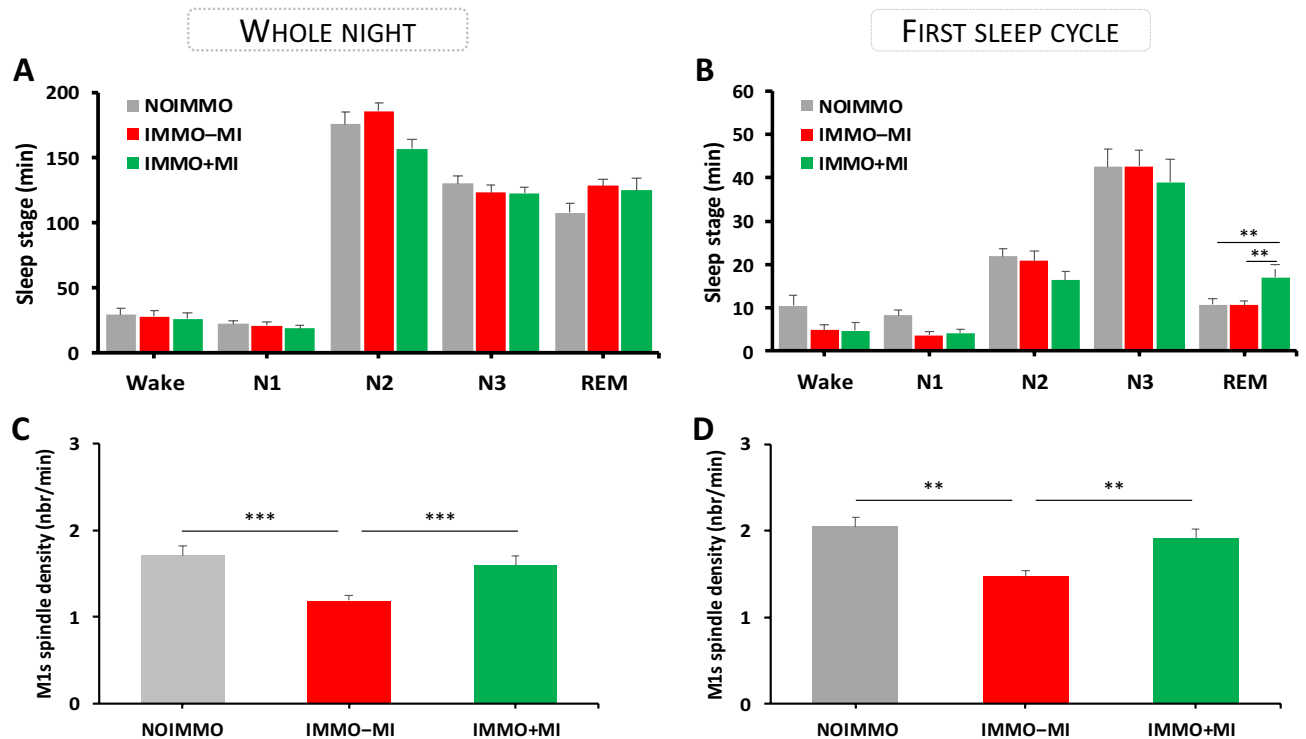 WHOLE NIGHT
FIRST SLEEP CYCLE
A
Sleep stage (min)
200
150
100
50
0
NOIMMO
IMMO–MI
IMMO+MI
Wake N1 N2 N3 REM
B
Sleep stage (min)
60
50
40
30
20
10
0
NOIMMO
IMMO–MI
IMMO+MI
**
**
Wake N1 N2 N3 REM
C
M1s spindle density (nbr/min)
3
2
1
0
*** ***
NOIMMO IMMO–MI IMMO+MI
D
M1s spindle density (nbr/min)
3
2
1
0
** **
NOIMMO IMMO–MI IMMO+MI